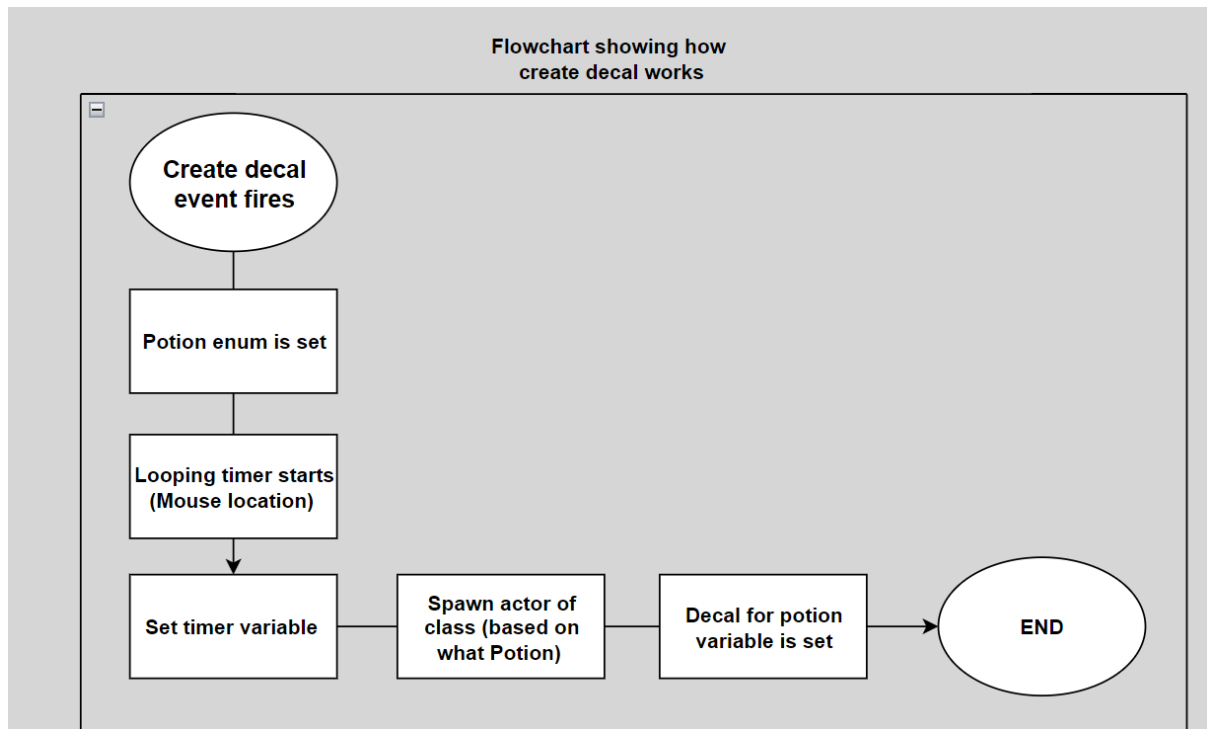 Flowchart showing how
create decal works
Create decal
event fires
Potion enum is set
Looping timer starts
(Mouse location)
Set timer variable
Spawn actor of
class (based on
what Potion)
Decal for potion
variable is set
END